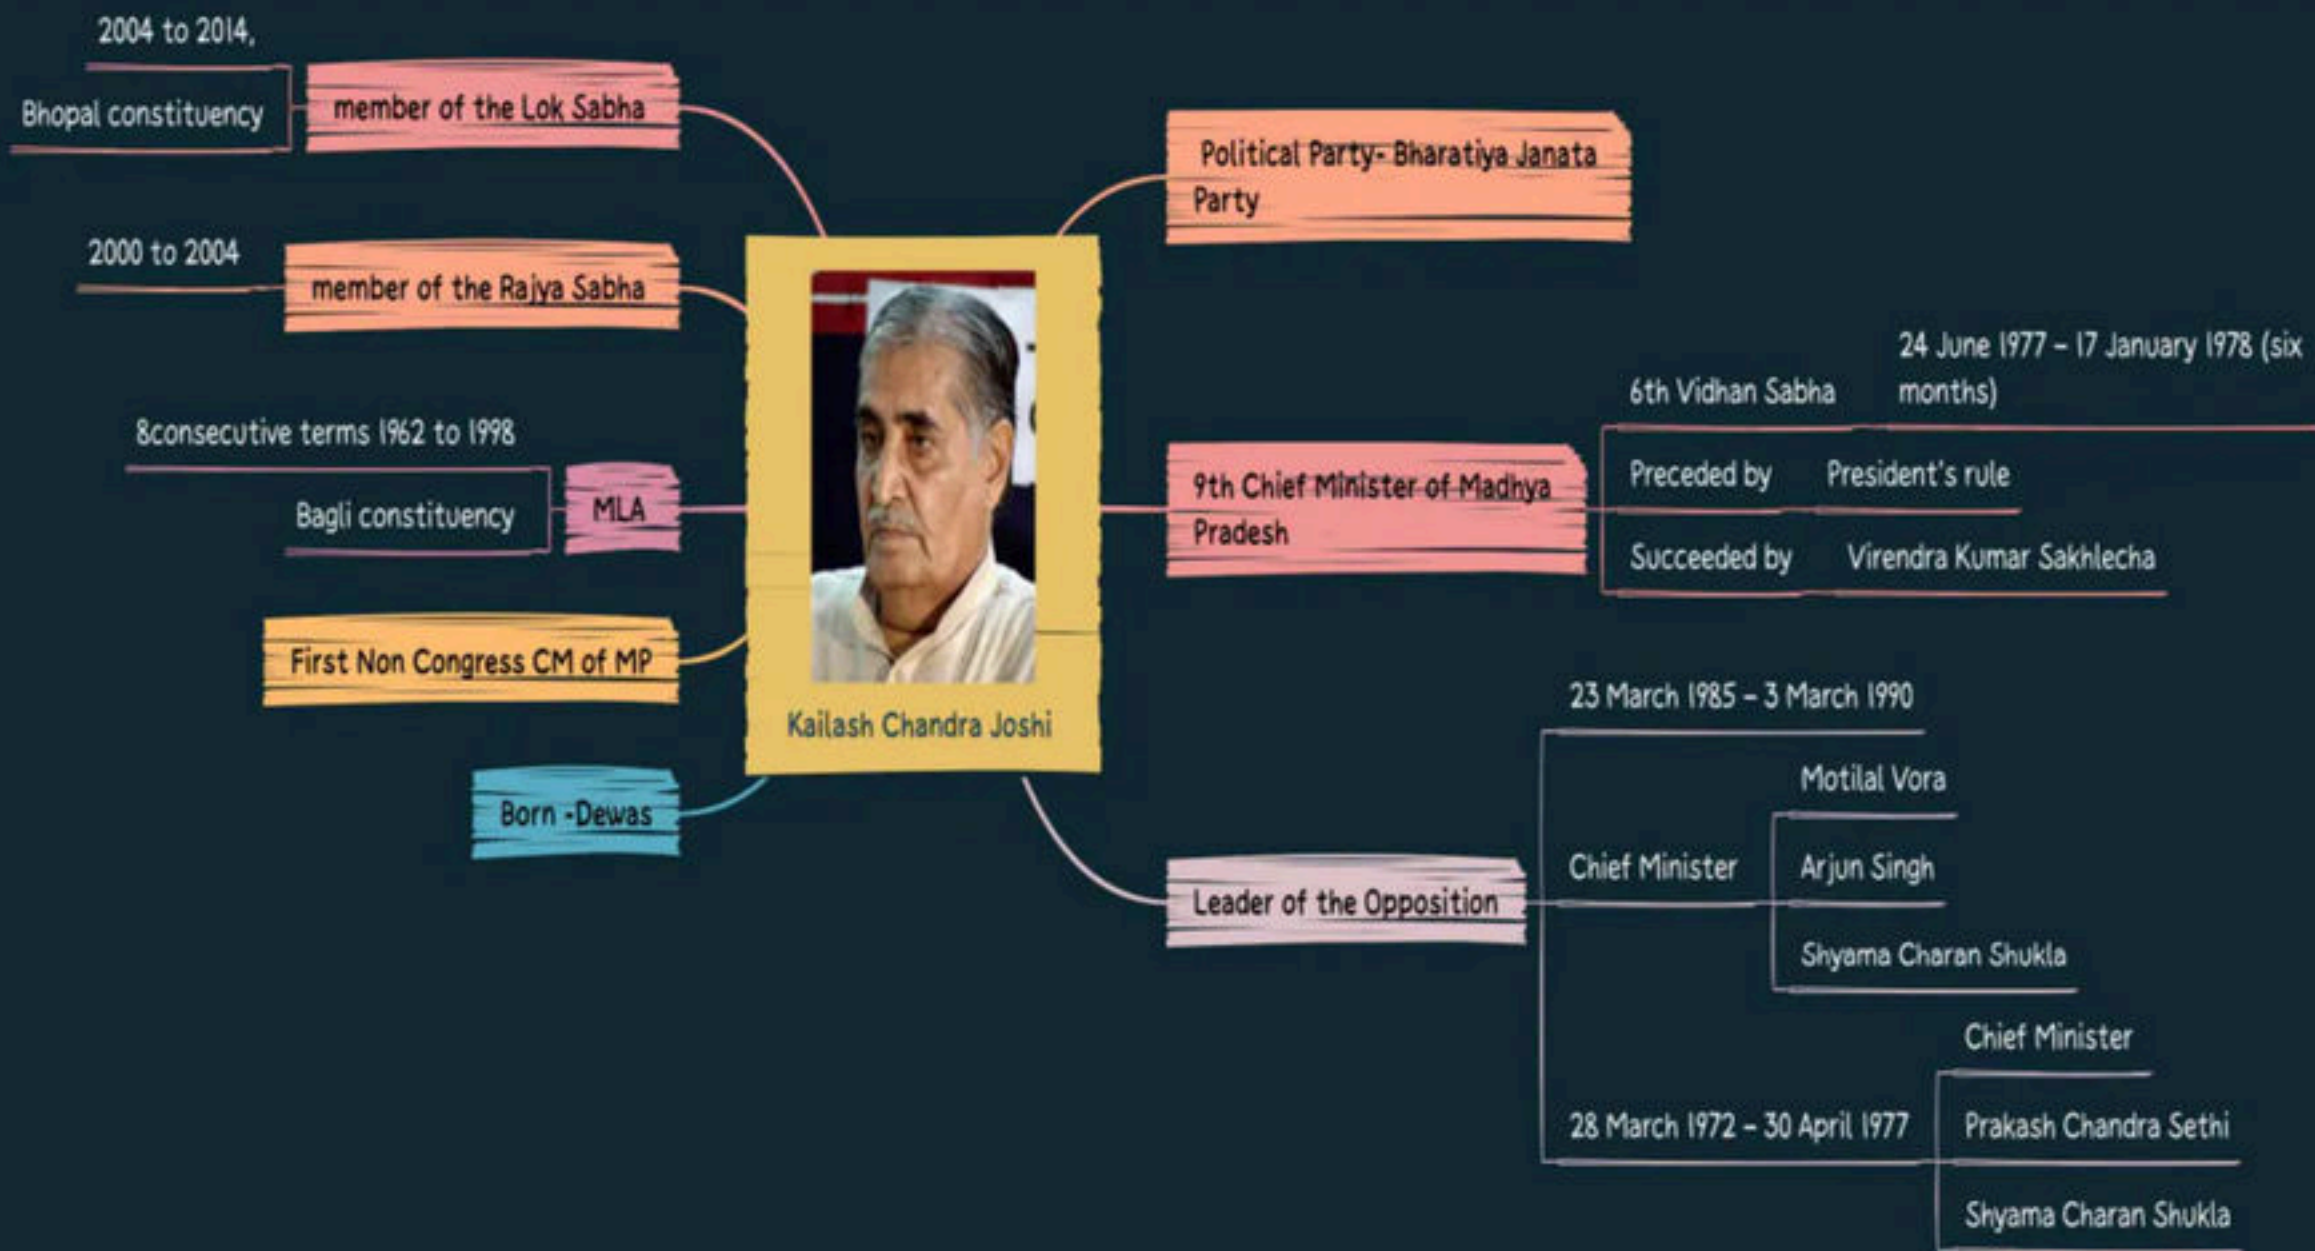 2004 to 2014,
Bhopal constituency
member of the Lok Sabha
2000 to 2004
member of the Rajya Sabha
8consecutive terms 1962 to 1998
Bagli constituency
MLA
First Non Congress CM of MP
Born -Dewas
Kailash Chandra Joshi
Political Party- Bharatiya Janata
Party
9th Chief Minister of Madhya
Pradesh
6th Vidhan Sabha
24 June 1977 – 17 January 1978 (six
months)
Preceded by
President's rule
Succeeded by
Virendra Kumar Sakhlecha
Leader of the Opposition
23 March 1985 – 3 March 1990
Chief Minister
Motilal Vora
Arjun Singh
Shyama Charan Shukla
28 March 1972 – 30 April 1977
Chief Minister
Prakash Chandra Sethi
Shyama Charan Shukla